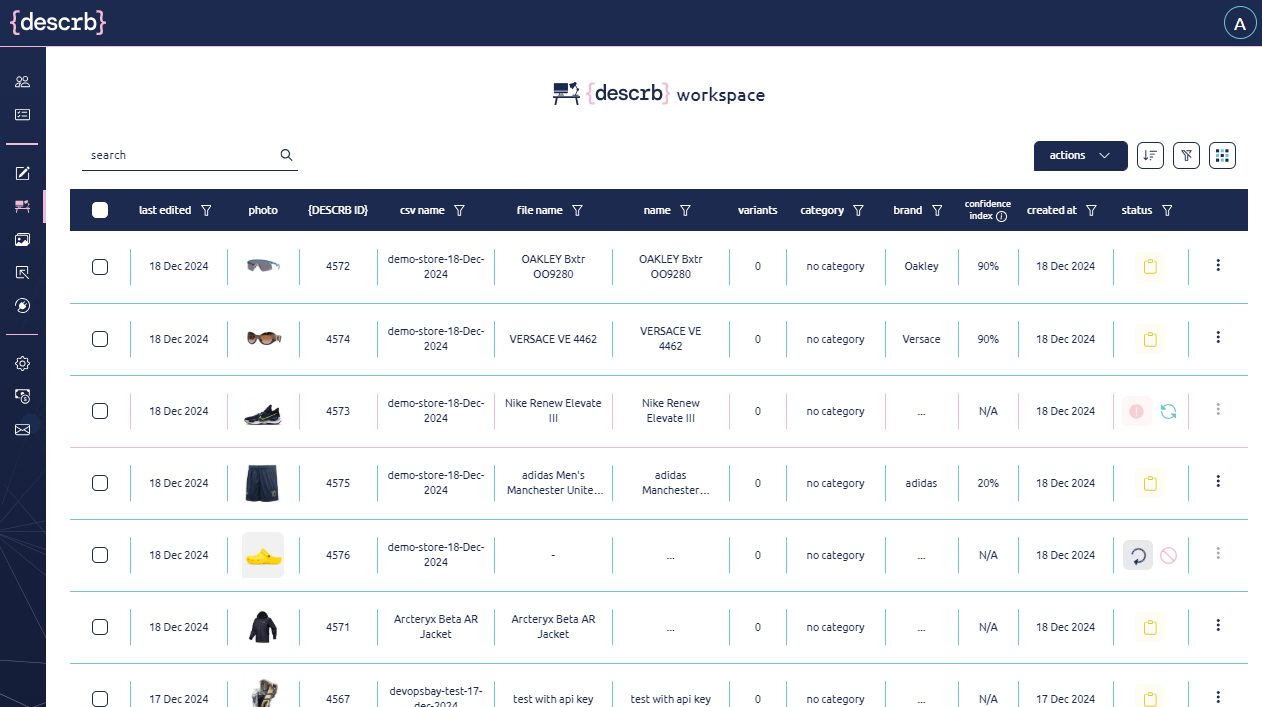 {descrb}
A
{descrb} workspace
search
actions
last edited photo {DESCRB ID} csv name file name name variants category brand confidence index created at status
18 Dec 2024 4572 demo-store-18-Dec-2024 OAKLEY Bxtr OO9280 OAKLEY Bxtr OO9280 0 no category Oakley 90% 18 Dec 2024
18 Dec 2024 4574 demo-store-18-Dec-2024 VERSACE VE 4462 VERSACE VE 4462 0 no category Versace 90% 18 Dec 2024
18 Dec 2024 4573 demo-store-18-Dec-2024 Nike Renew Elevate III Nike Renew Elevate III 0 no category ... N/A 18 Dec 2024
18 Dec 2024 4575 demo-store-18-Dec-2024 adidas Men's Manchester Unite... adidas Manchester... 0 no category adidas 20% 18 Dec 2024
18 Dec 2024 4576 demo-store-18-Dec-2024 - ... 0 no category ... N/A 18 Dec 2024
18 Dec 2024 4571 Arcteryx Beta AR Jacket Arcteryx Beta AR Jacket ... 0 no category ... N/A 18 Dec 2024
17 Dec 2024 4567 devopsbay-test-17-dec-2024 test with api key test with api key 0 no category ... N/A 17 Dec 2024